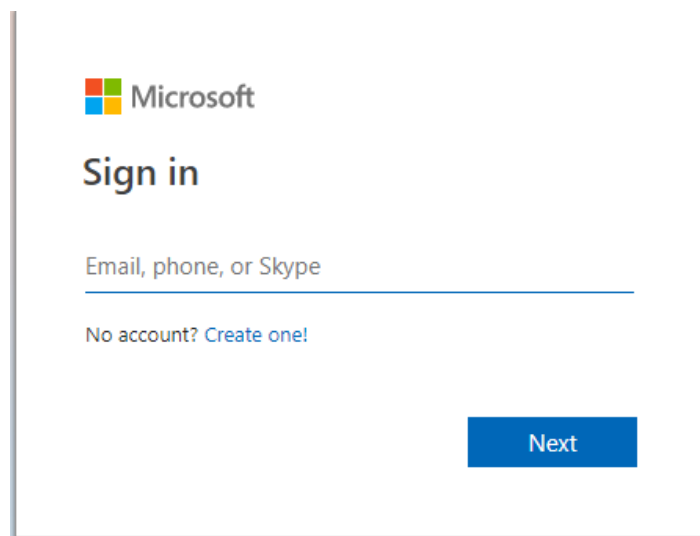 Microsoft
Sign in
Email, phone, or Skype
No account? Create one!
Next